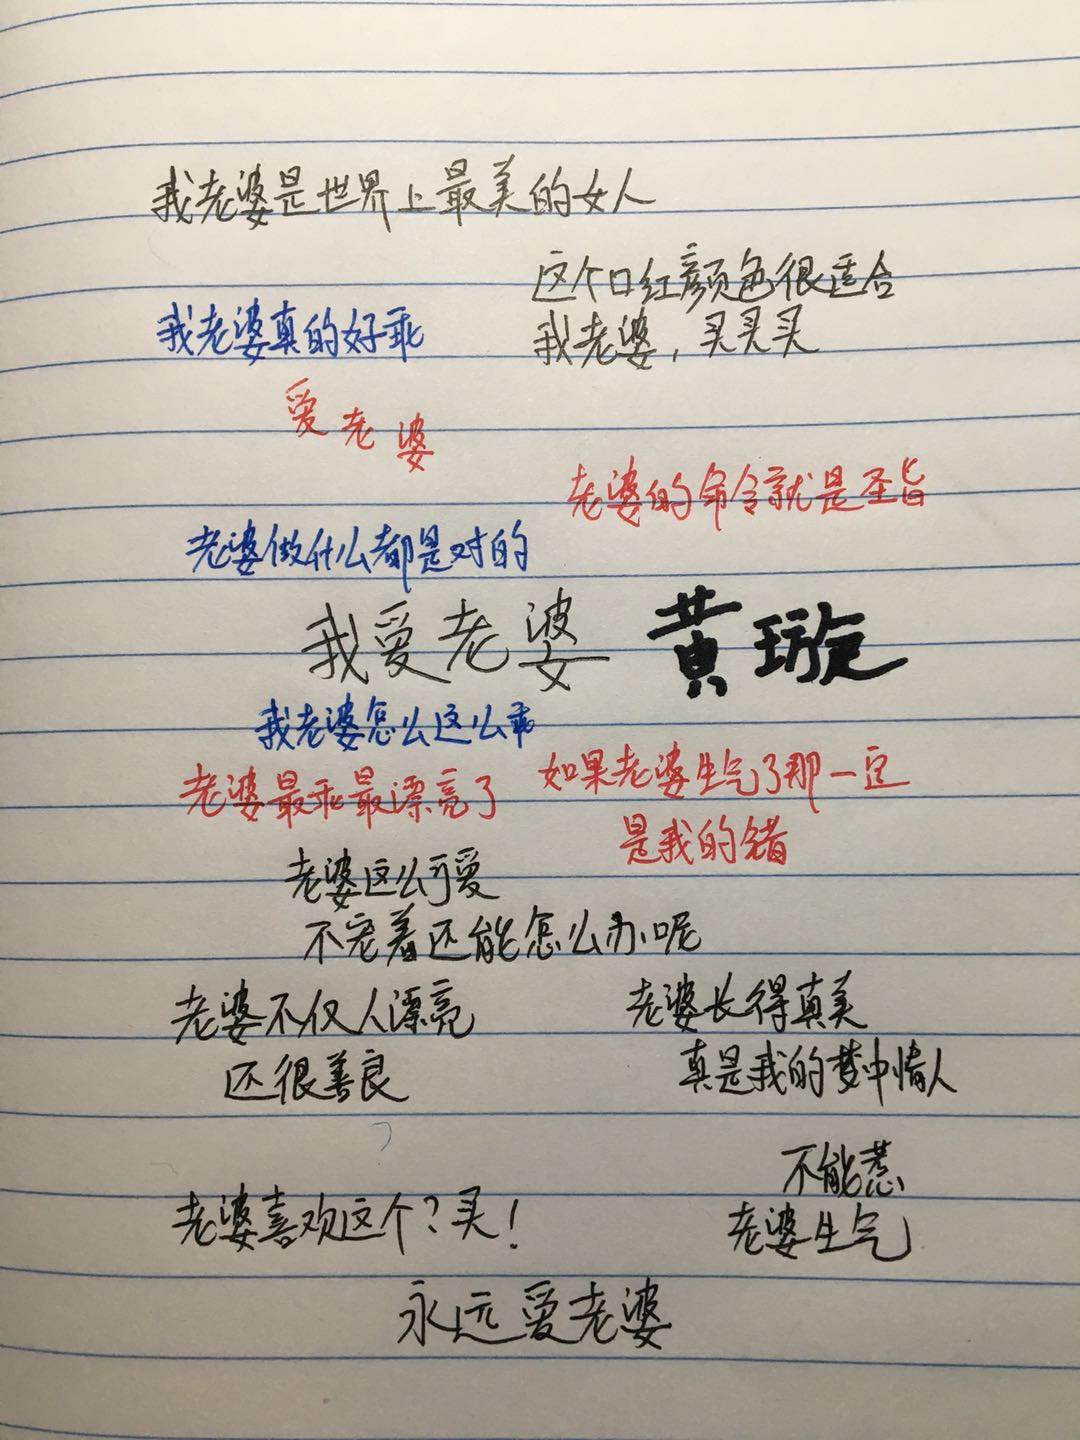 我老婆是世界上最美的女人
这个口红颜色很适合
我老婆真的好乖
我老婆，买买买
爱老婆
老婆的命令就是圣旨
老婆做什么都是对的
我爱老婆 黄璇
我老婆怎么这么乖
老婆最乖最漂亮了
如果老婆生气了那一定
是我的错
老婆这么可爱
不宠着还能怎么办呢
老婆不仅人漂亮
还很善良
老婆长得真美
真是我的梦中情人
不能惹
老婆生气
老婆喜欢这个？买！
永远爱老婆